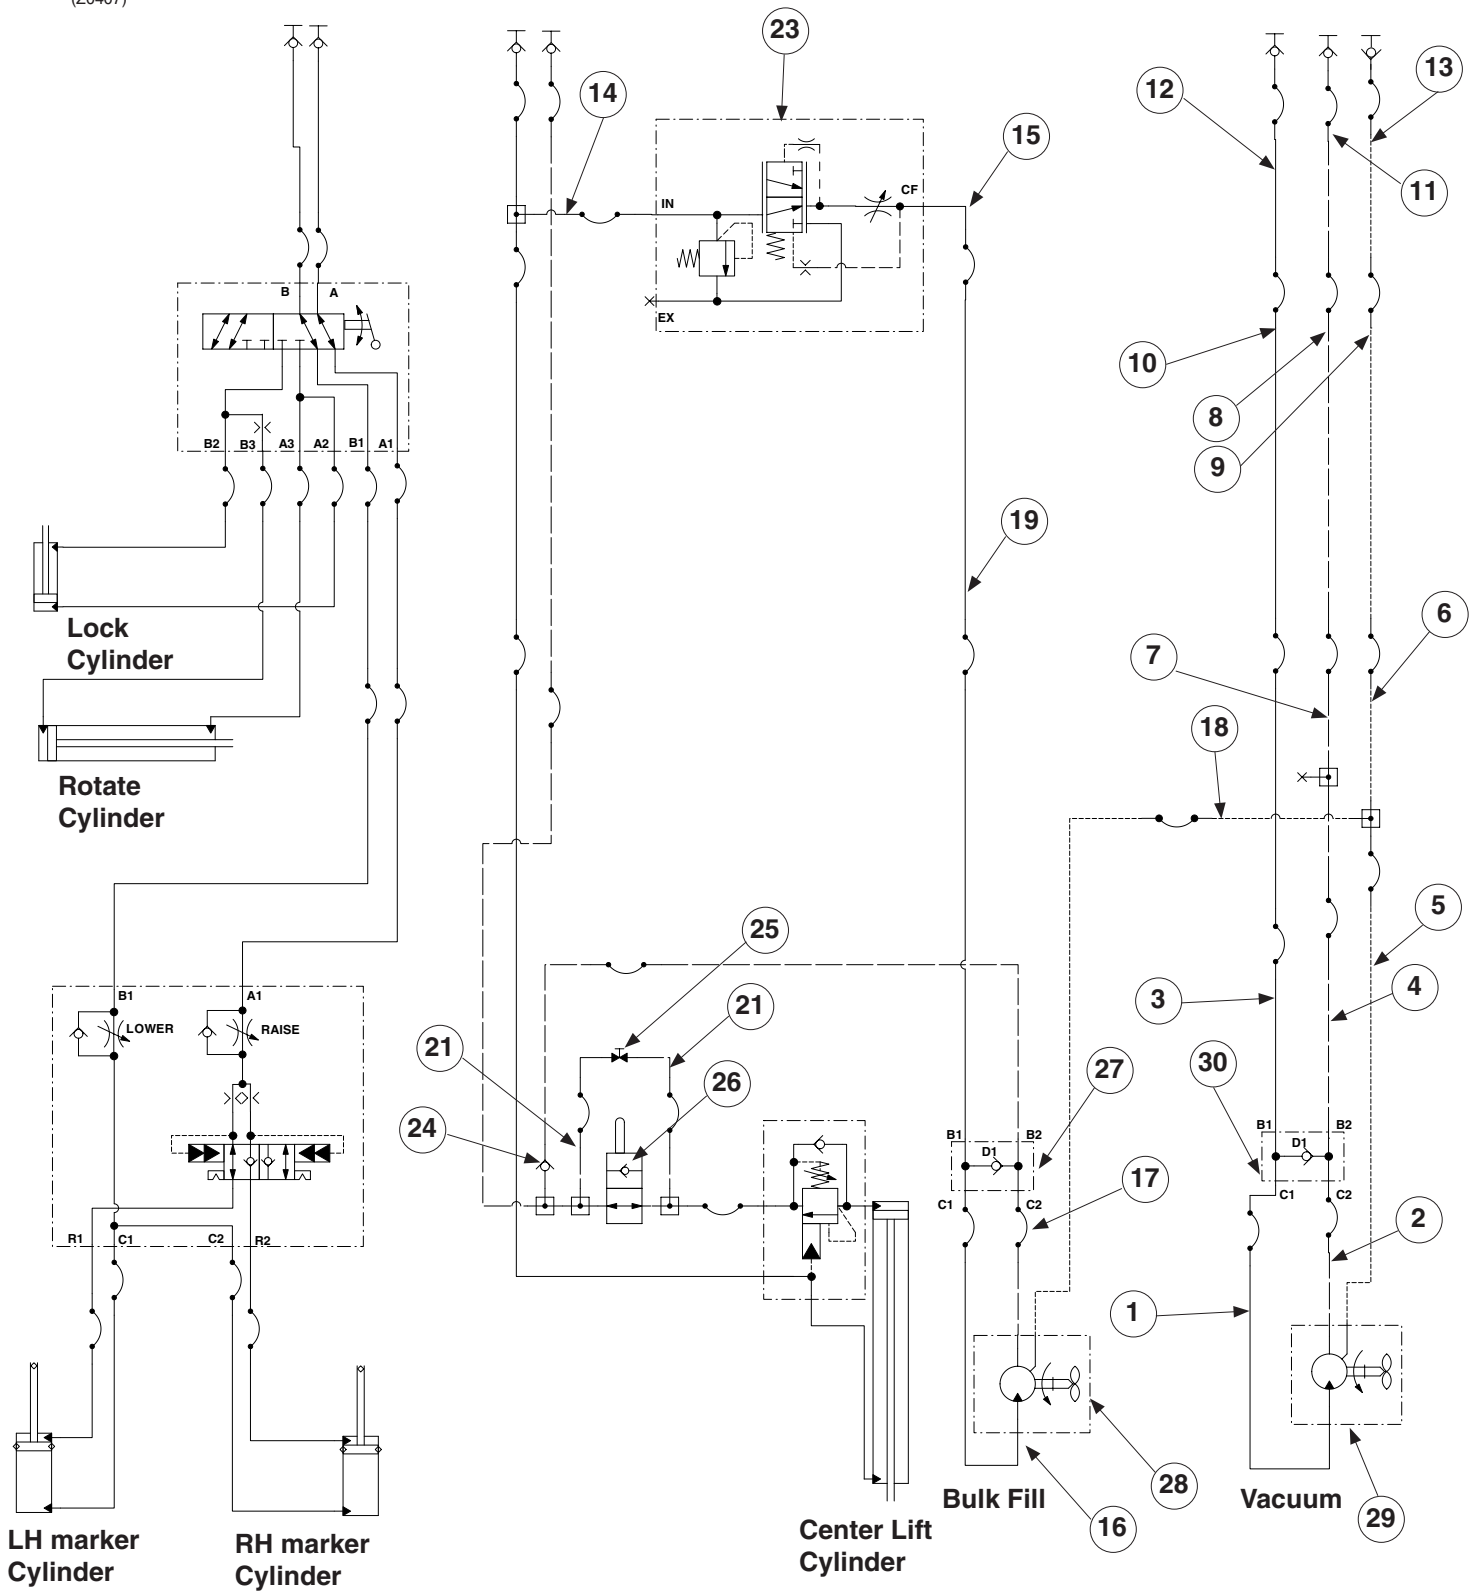 (Z6407)
23
14
15
12
13
11
IN
CF
EX
B
A
10
8
9
B2
B3
A3
A2
B1
A1
19
Lock
Cylinder
6
7
18
Rotate
Cylinder
5
25
3
4
B1
A1
LOWER
RAISE
21
21
26
27
30
24
B1
B2
D1
B1
B2
D1
17
C1
C2
C1
C2
2
R1
C1
C2
R2
1
28
29
16
Bulk Fill
Vacuum
Center Lift
Cylinder
LH marker
Cylinder
RH marker
Cylinder